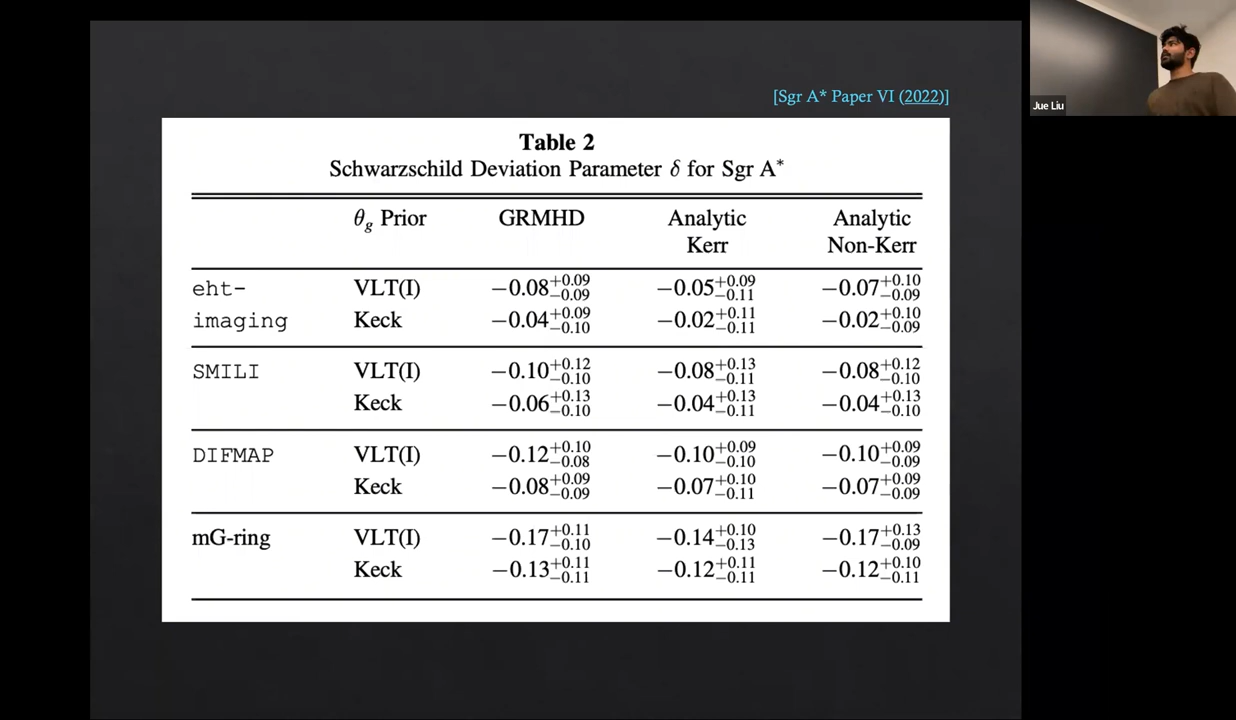 [Sgr A* Paper VI (2022)]
Jue Liu
Table 2
Schwarzschild Deviation Parameter δ for Sgr A*
θg Prior GRMHD Analytic Kerr Analytic Non-Kerr
eht- VLT(I) −0.08+0.09−0.09 −0.05+0.09−0.11 −0.07+0.10−0.09
imaging Keck −0.04+0.09−0.10 −0.02+0.11−0.11 −0.02+0.10−0.09
SMILI VLT(I) −0.10+0.12−0.10 −0.08+0.13−0.11 −0.08+0.12−0.10
Keck −0.06+0.13−0.10 −0.04+0.13−0.11 −0.04+0.13−0.10
DIFMAP VLT(I) −0.12+0.10−0.08 −0.10+0.09−0.10 −0.10+0.09−0.09
Keck −0.08+0.09−0.09 −0.07+0.10−0.11 −0.07+0.09−0.09
mG-ring VLT(I) −0.17+0.11−0.10 −0.14+0.10−0.13 −0.17+0.13−0.09
Keck −0.13+0.11−0.11 −0.12+0.11−0.11 −0.12+0.10−0.11